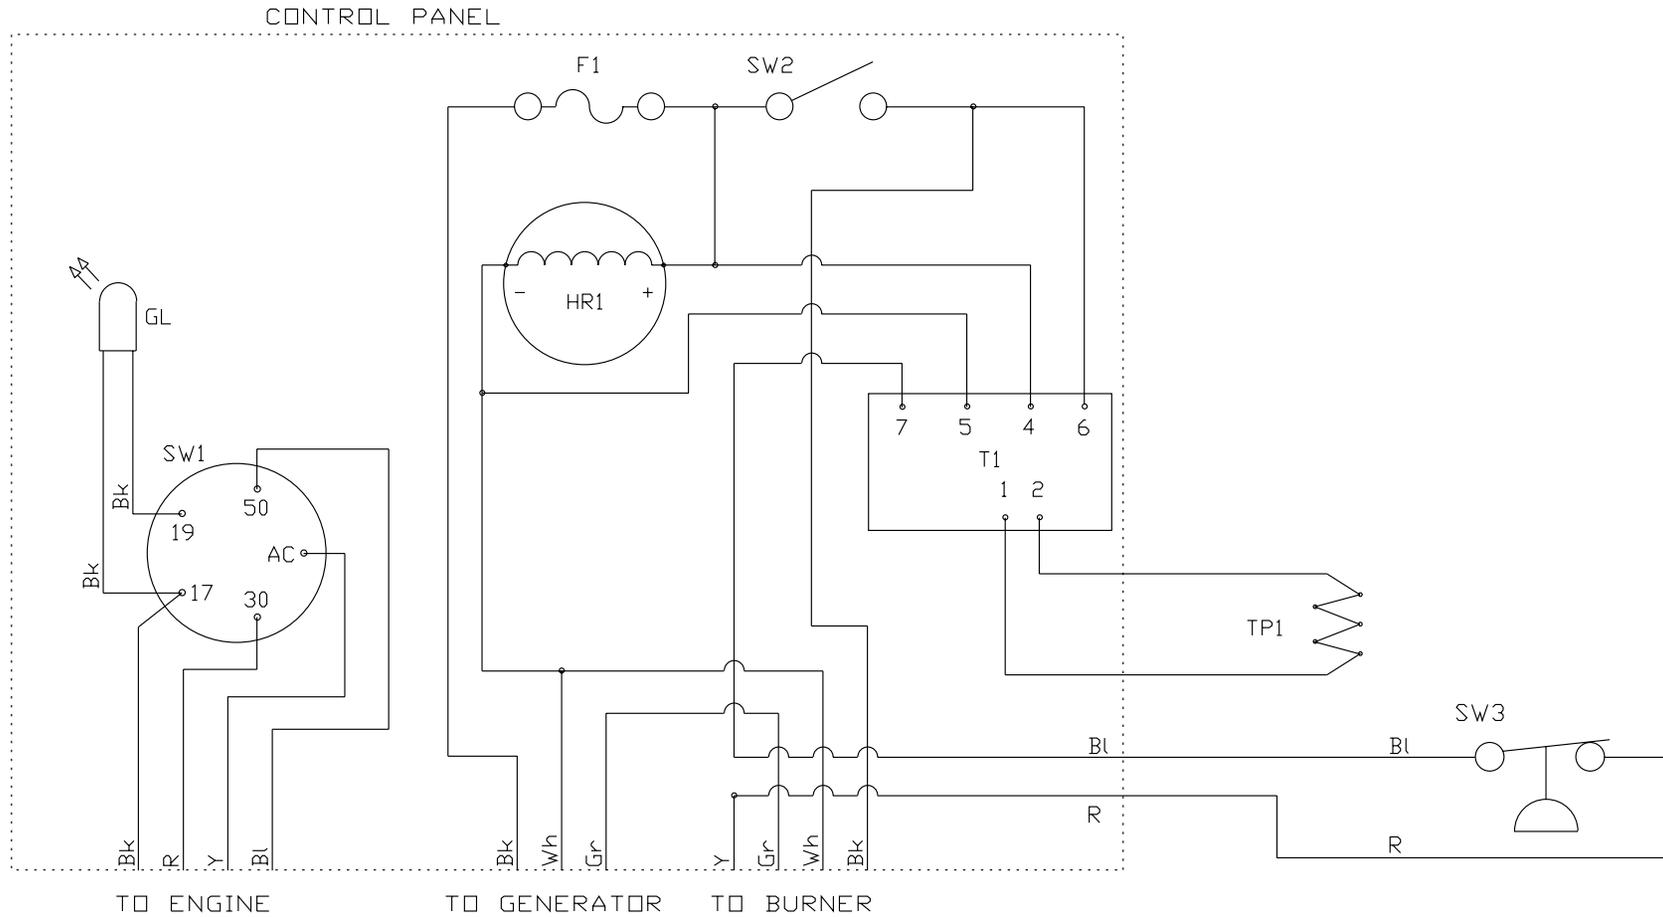 CONTROL PANEL
F1
SW2
GL
HR1
- +
SW1
7 5 4 6
T1
1 2
Bk
50
19
AC
Bk
17
30
TP1
SW3
Bl
Bl
R
R
Bk R Y Bl
Bk Wh Gr
Y Gr Wh Bk
TO ENGINE
TO GENERATOR
TO BURNER